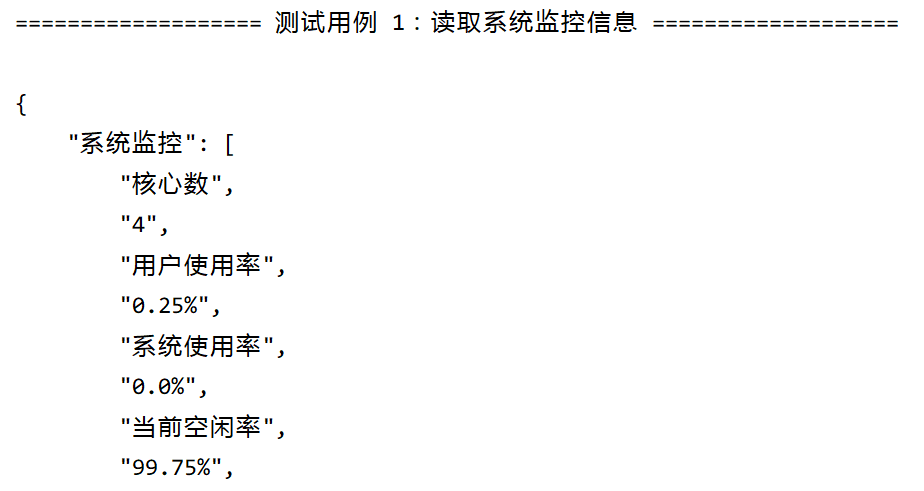 =================== 测试用例 1：读取系统监控信息 ===================
{
    "系统监控": [
        "核心数",
        "4",
        "用户使用率",
        "0.25%",
        "系统使用率",
        "0.0%",
        "当前空闲率",
        "99.75%",